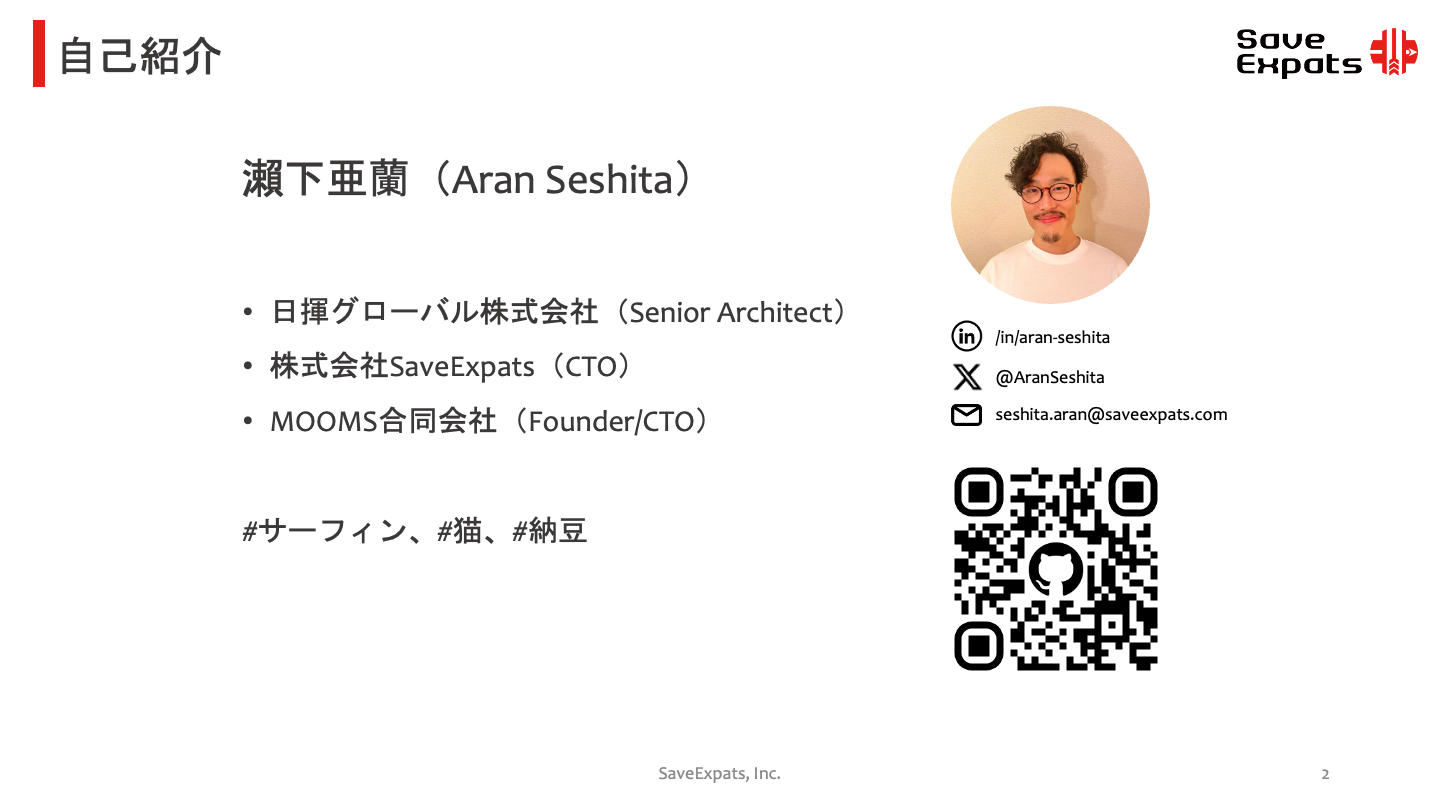 自己紹介
Save
Expats
瀬下亜蘭（Aran Seshita）
• 日揮グローバル株式会社（Senior Architect）
• 株式会社SaveExpats（CTO）
• MOOMS合同会社（Founder/CTO）
#サーフィン、#猫、#納豆
in /in/aran-seshita
@AranSeshita
seshita.aran@saveexpats.com
SaveExpats, Inc.
2